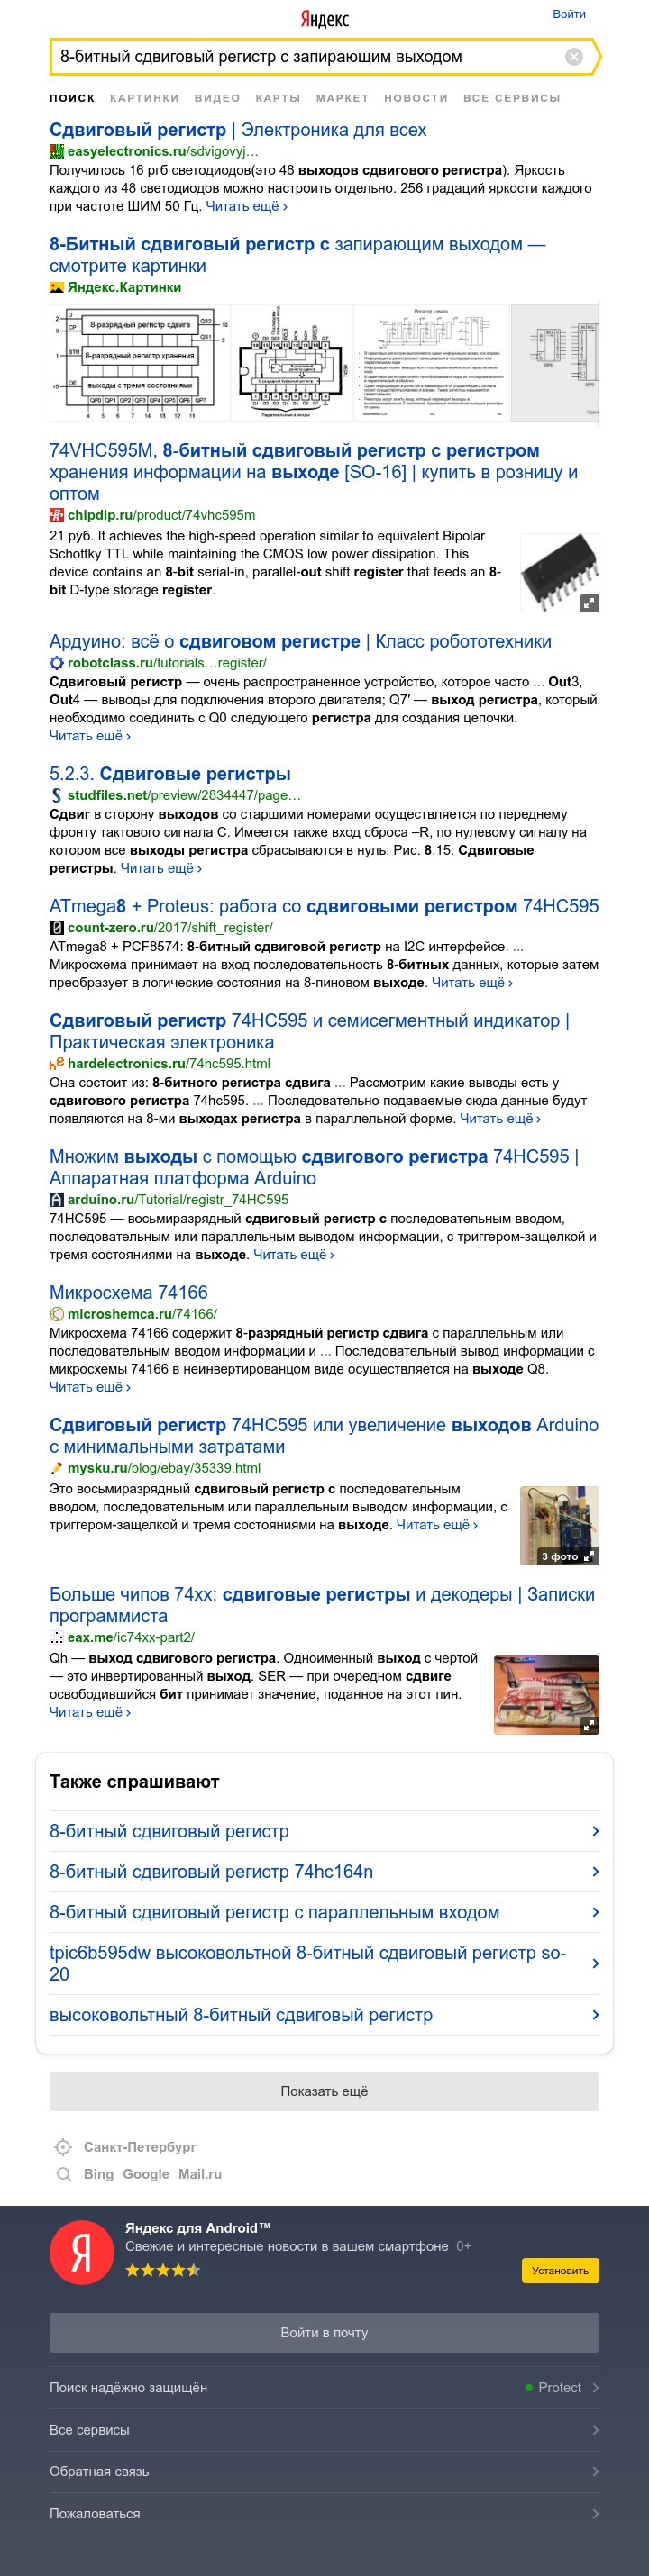 Яндекс
Войти
8-битный сдвиговый регистр с запирающим выходом
ПОИСК КАРТИНКИ ВИДЕО КАРТЫ МАРКЕТ НОВОСТИ ВСЕ СЕРВИСЫ
Сдвиговый регистр | Электроника для всех
easyelectronics.ru/sdvigovyj…
Получилось 16 ргб светодиодов(это 48 выходов сдвигового регистра). Яркость
каждого из 48 светодиодов можно настроить отдельно. 256 градаций яркости каждого
при частоте ШИМ 50 Гц. Читать ещё ›
8-Битный сдвиговый регистр с запирающим выходом —
смотрите картинки
Яндекс.Картинки
8-разрядный регистр сдвига
8-разрядный регистр хранения
выходы с тремя состояниями
QP0 QP1 QP2 QP3 QP4 QP5 QP6 QP7
4 5 6 7 14 13 12 11
Регистр сдвига
74VHC595M, 8-битный сдвиговый регистр с регистром
хранения информации на выходе [SO-16] | купить в розницу и
оптом
chipdip.ru/product/74vhc595m
21 руб. It achieves the high-speed operation similar to equivalent Bipolar
Schottky TTL while maintaining the CMOS low power dissipation. This
device contains an 8-bit serial-in, parallel-out shift register that feeds an 8-
bit D-type storage register.
Ардуино: всё о сдвиговом регистре | Класс робототехники
robotclass.ru/tutorials…register/
Сдвиговый регистр — очень распространенное устройство, которое часто ... Out3,
Out4 — выводы для подключения второго двигателя; Q7′ — выход регистра, который
необходимо соединить с Q0 следующего регистра для создания цепочки.
Читать ещё ›
5.2.3. Сдвиговые регистры
studfiles.net/preview/2834447/page…
Сдвиг в сторону выходов со старшими номерами осуществляется по переднему
фронту тактового сигнала C. Имеется также вход сброса –R, по нулевому сигналу на
котором все выходы регистра сбрасываются в нуль. Рис. 8.15. Сдвиговые
регистры. Читать ещё ›
ATmega8 + Proteus: работа со сдвиговыми регистром 74HC595
count-zero.ru/2017/shift_register/
ATmega8 + PCF8574: 8-битный сдвиговой регистр на I2C интерфейсе. ...
Микросхема принимает на вход последовательность 8-битных данных, которые затем
преобразует в логические состояния на 8-пиновом выходе. Читать ещё ›
Сдвиговый регистр 74HC595 и семисегментный индикатор |
Практическая электроника
hardelectronics.ru/74hc595.html
Она состоит из: 8-битного регистра сдвига ... Рассмотрим какие выводы есть у
сдвигового регистра 74hc595. ... Последовательно подаваемые сюда данные будут
появляются на 8-ми выходах регистра в параллельной форме. Читать ещё ›
Множим выходы с помощью сдвигового регистра 74HC595 |
Аппаратная платформа Arduino
arduino.ru/Tutorial/registr_74HC595
74HC595 — восьмиразрядный сдвиговый регистр с последовательным вводом,
последовательным или параллельным выводом информации, с триггером-защелкой и
тремя состояниями на выходе. Читать ещё ›
Микросхема 74166
microshemca.ru/74166/
Микросхема 74166 содержит 8-разрядный регистр сдвига с параллельным или
последовательным вводом информации и ... Последовательный вывод информации с
микросхемы 74166 в неинвертированцом виде осуществляется на выходе Q8.
Читать ещё ›
Сдвиговый регистр 74HC595 или увеличение выходов Arduino
с минимальными затратами
mysku.ru/blog/ebay/35339.html
Это восьмиразрядный сдвиговый регистр с последовательным
вводом, последовательным или параллельным выводом информации, с
триггером-защелкой и тремя состояниями на выходе. Читать ещё ›
3 фото
Больше чипов 74xx: сдвиговые регистры и декодеры | Записки
программиста
eax.me/ic74xx-part2/
Qh — выход сдвигового регистра. Одноименный выход с чертой
— это инвертированный выход. SER — при очередном сдвиге
освободившийся бит принимает значение, поданное на этот пин.
Читать ещё ›
Также спрашивают
8-битный сдвиговый регистр
8-битный сдвиговый регистр 74hc164n
8-битный сдвиговый регистр с параллельным входом
tpic6b595dw высоковольтной 8-битный сдвиговый регистр so-
20
высоковольтный 8-битный сдвиговый регистр
Показать ещё
Санкт-Петербург
Bing Google Mail.ru
Яндекс для Android™
Свежие и интересные новости в вашем смартфоне 0+
Установить
Войти в почту
Поиск надёжно защищён
Protect
Все сервисы
Обратная связь
Пожаловаться